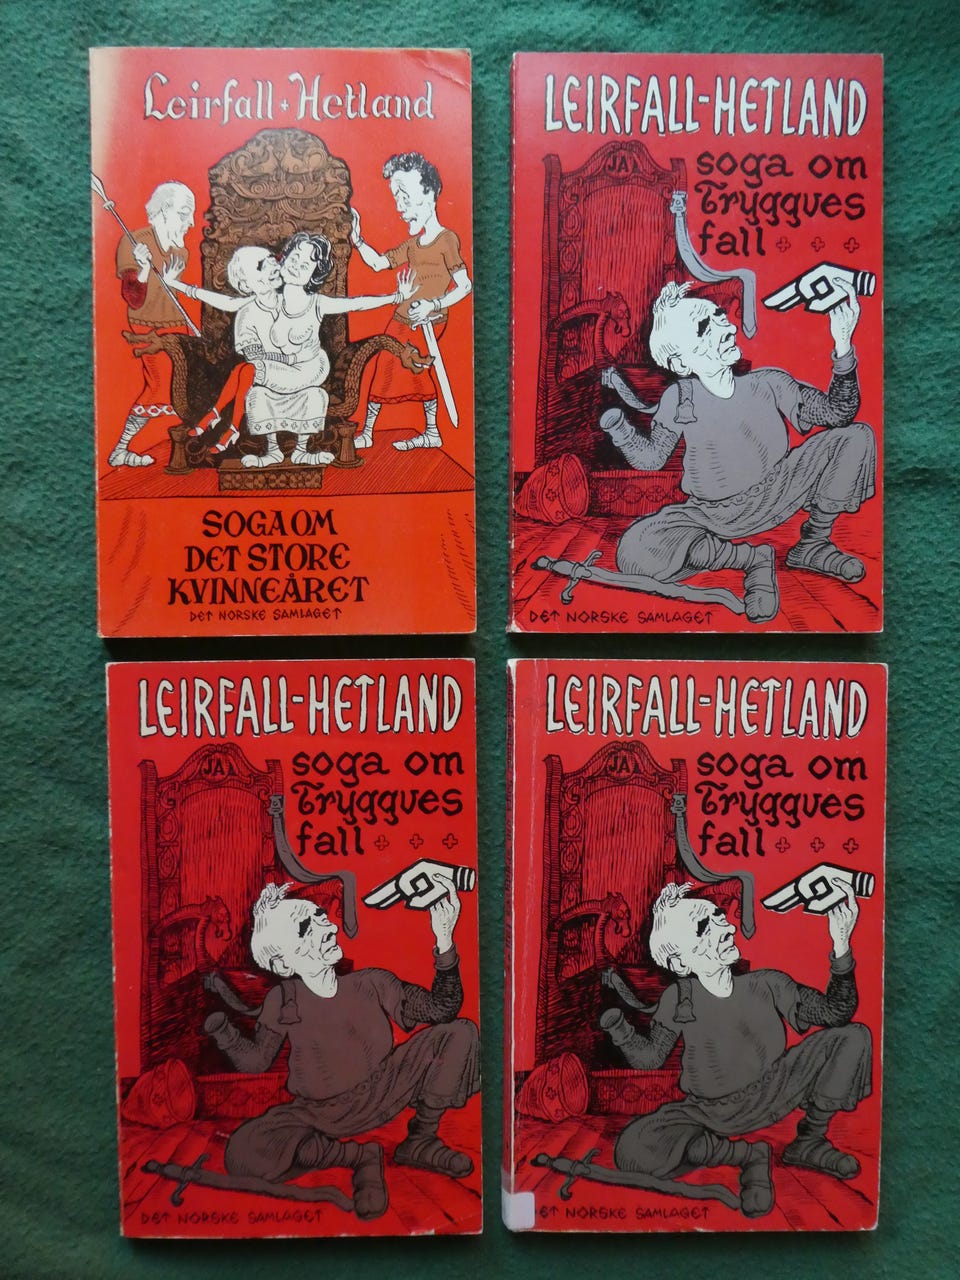 Leirfall + Hetland
SOGA OM
DET STORE
KVINNEÅRET
DET NORSKE SAMLAGET
LEIRFALL-HETLAND
JA
soga om
Tryggves
fall
DET NORSKE SAMLAGET
LEIRFALL-HETLAND
JA
soga om
Tryggves
fall
DET NORSKE SAMLAGET
LEIRFALL-HETLAND
JA
soga om
Tryggves
fall
DET NORSKE SAMLAGET